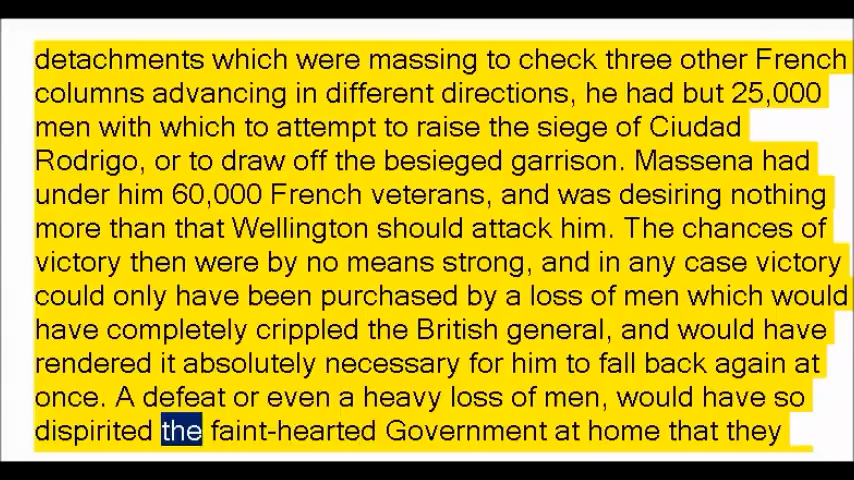 detachments which were massing to check three other French
columns advancing in different directions, he had but 25,000
men with which to attempt to raise the siege of Ciudad
Rodrigo, or to draw off the besieged garrison. Massena had
under him 60,000 French veterans, and was desiring nothing
more than that Wellington should attack him. The chances of
victory then were by no means strong, and in any case victory
could only have been purchased by a loss of men which would
have completely crippled the British general, and would have
rendered it absolutely necessary for him to fall back again at
once. A defeat or even a heavy loss of men, would have so
dispirited the faint-hearted Government at home that they